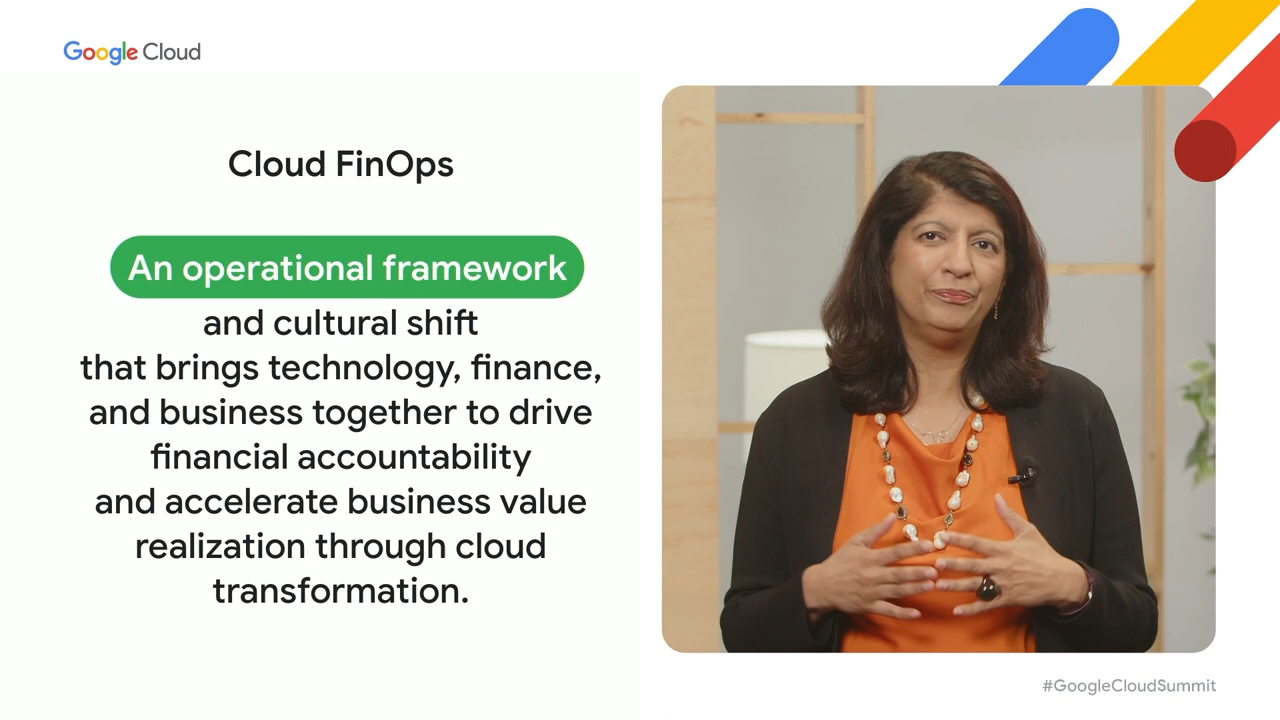 Google Cloud
Cloud FinOps
An operational framework
and cultural shift
that brings technology, finance,
and business together to drive
financial accountability
and accelerate business value
realization through cloud
transformation.
#GoogleCloudSummit